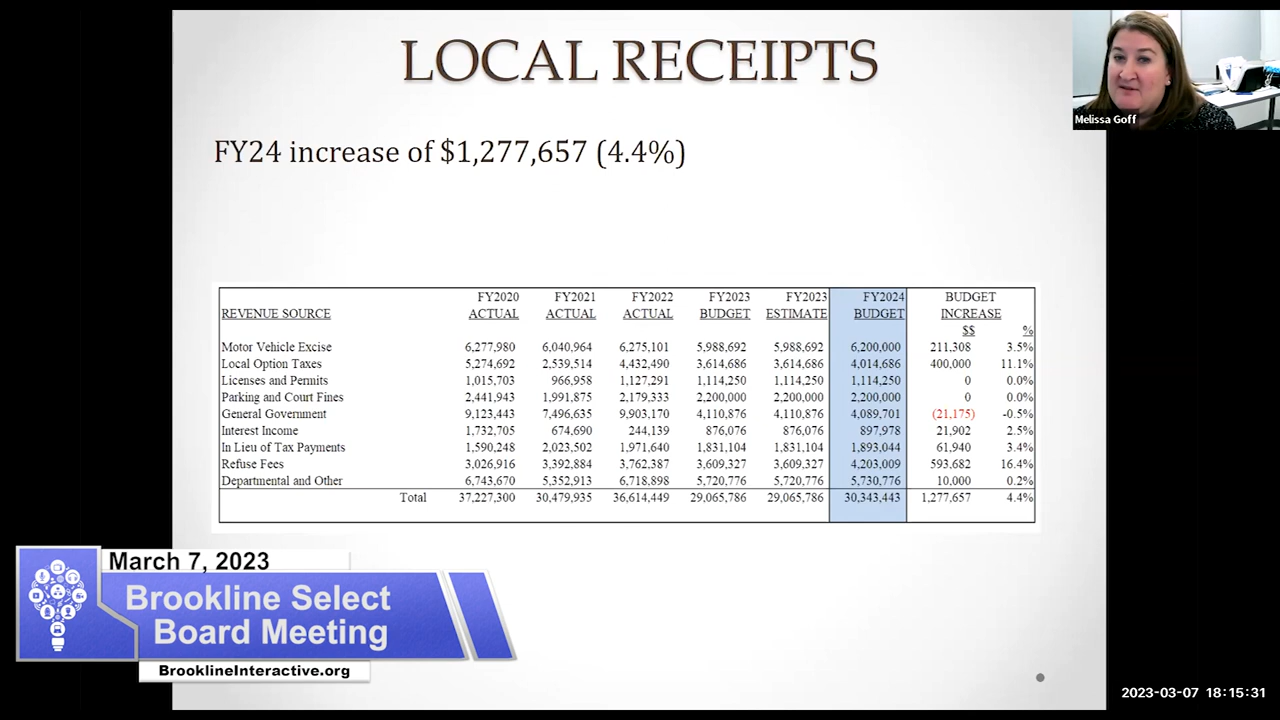 LOCAL RECEIPTS
Melissa Goff
FY24 increase of $1,277,657 (4.4%)
FY2020 FY2021 FY2022 FY2023 FY2023 FY2024 BUDGET
REVENUE SOURCE ACTUAL ACTUAL ACTUAL BUDGET ESTIMATE BUDGET INCREASE
$$ %
Motor Vehicle Excise 6,277,980 6,040,964 6,275,101 5,988,692 5,988,692 6,200,000 211,308 3.5%
Local Option Taxes 5,274,692 2,539,514 4,432,490 3,614,686 3,614,686 4,014,686 400,000 11.1%
Licenses and Permits 1,015,703 966,958 1,127,291 1,114,250 1,114,250 1,114,250 0 0.0%
Parking and Court Fines 2,441,943 1,991,875 2,179,333 2,200,000 2,200,000 2,200,000 0 0.0%
General Government 9,123,443 7,496,635 9,903,170 4,110,876 4,110,876 4,089,701 (21,175) -0.5%
Interest Income 1,732,705 674,690 244,139 876,076 876,076 897,978 21,902 2.5%
In Lieu of Tax Payments 1,590,248 2,023,502 1,971,640 1,831,104 1,831,104 1,893,044 61,940 3.4%
Refuse Fees 3,026,916 3,392,884 3,762,387 3,609,327 3,609,327 4,203,009 593,682 16.4%
Departmental and Other 6,743,670 5,352,913 6,718,898 5,720,776 5,720,776 5,730,776 10,000 0.2%
Total 37,227,300 30,479,935 36,614,449 29,065,786 29,065,786 30,343,443 1,277,657 4.4%
March 7, 2023
Brookline Select
Board Meeting
BrooklineInteractive.org
2023-03-07 18:15:31